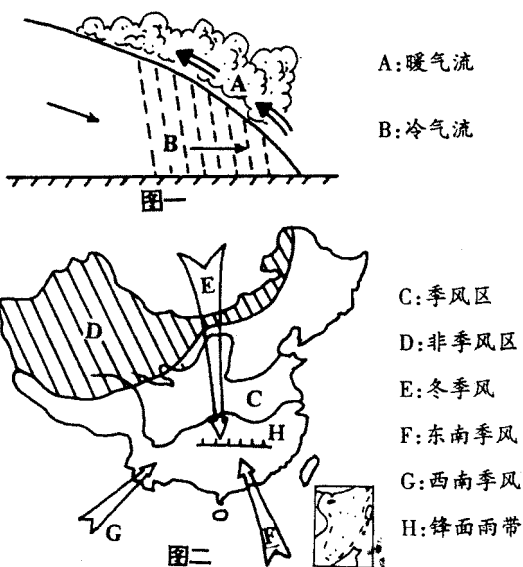 A
A:暖气流
B
B:冷气流
图一
E
D
C
H
G
F
图二
C:季风区
D:非季风区
E:冬季风
F:东南季风
G:西南季风
H:锋面雨带